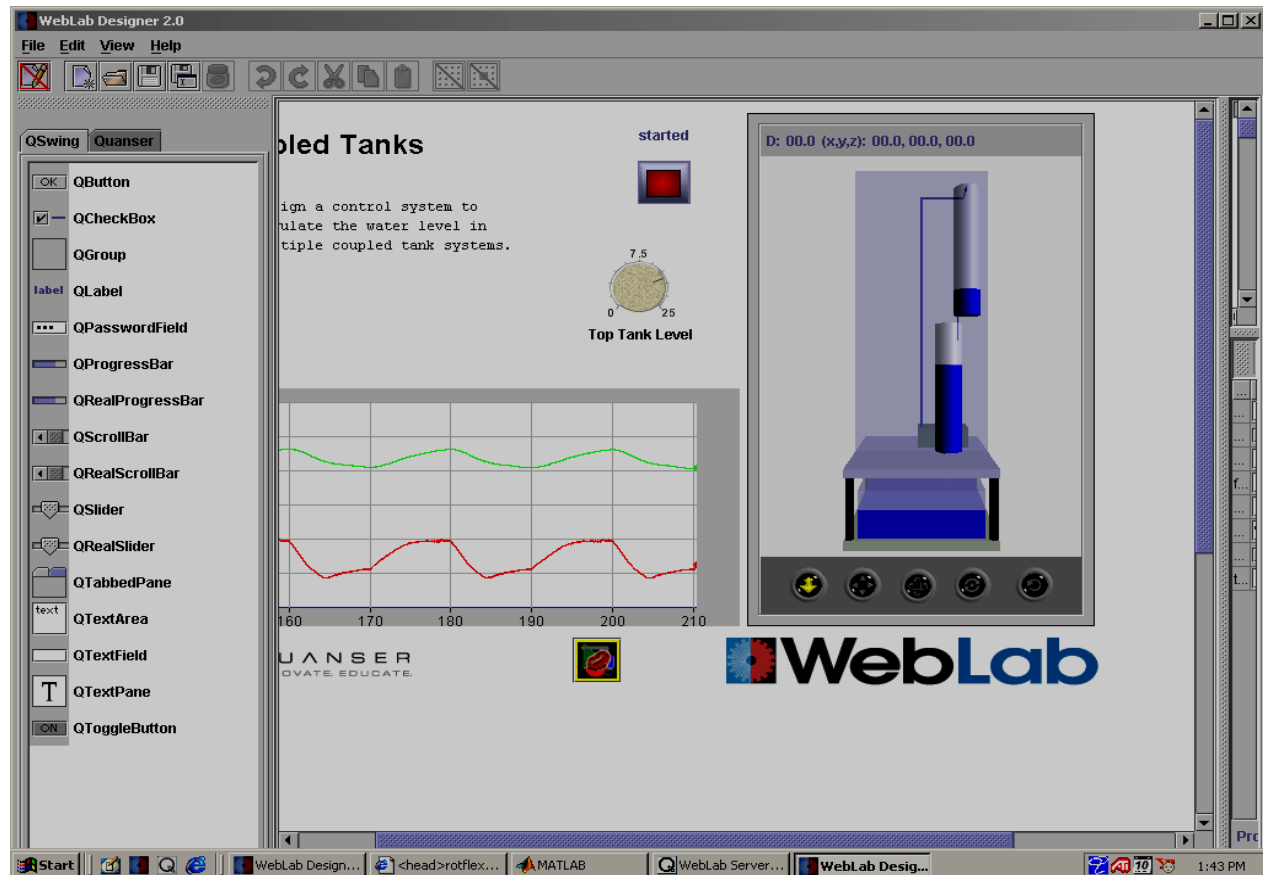 WebLab Designer 2.0
File Edit View Help
QSwing Quanser
OK QButton
QCheckBox
QGroup
label QLabel
QPasswordField
QProgressBar
QRealProgressBar
QScrollBar
QRealScrollBar
QSlider
QRealSlider
QTabbedPane
text QTextArea
QTextField
T QTextPane
ON QToggleButton
pled Tanks
ign a control system to
ulate the water level in
tiple coupled tank systems.
started
7.5
0 25
Top Tank Level
D: 00.0 (x,y,z): 00.0, 00.0, 00.0
160 170 180 190 200 210
UANSER
OVATE. EDUCATE.
WebLab
...
...
...
...
f...
...
...
...
t...
Pro
Start
WebLab Design...
<head>rotflex...
MATLAB
Q WebLab Server...
WebLab Desig...
10
1:43 PM